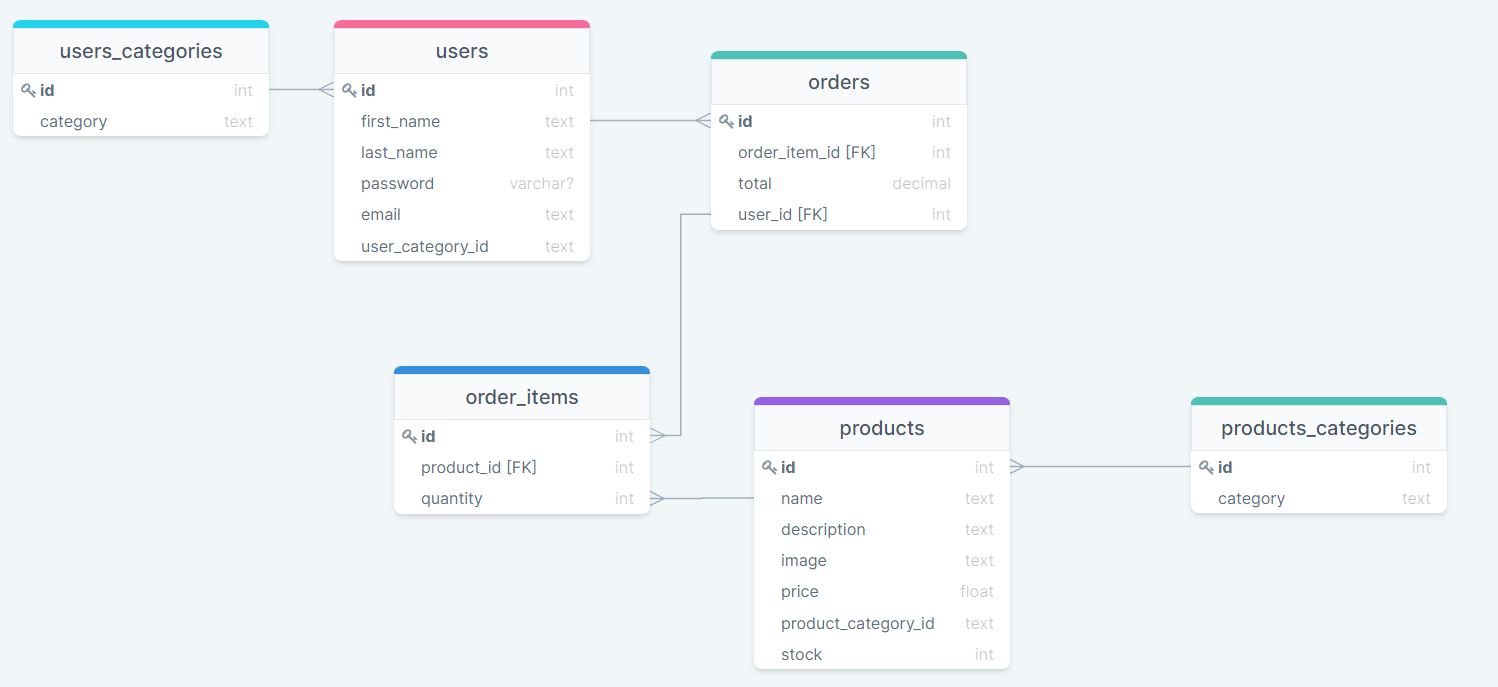 users_categories
id int
category text
users
id int
first_name text
last_name text
password varchar?
email text
user_category_id text
orders
id int
order_item_id [FK] int
total decimal
user_id [FK] int
order_items
id int
product_id [FK] int
quantity int
products
id int
name text
description text
image text
price float
product_category_id text
stock int
products_categories
id int
category text